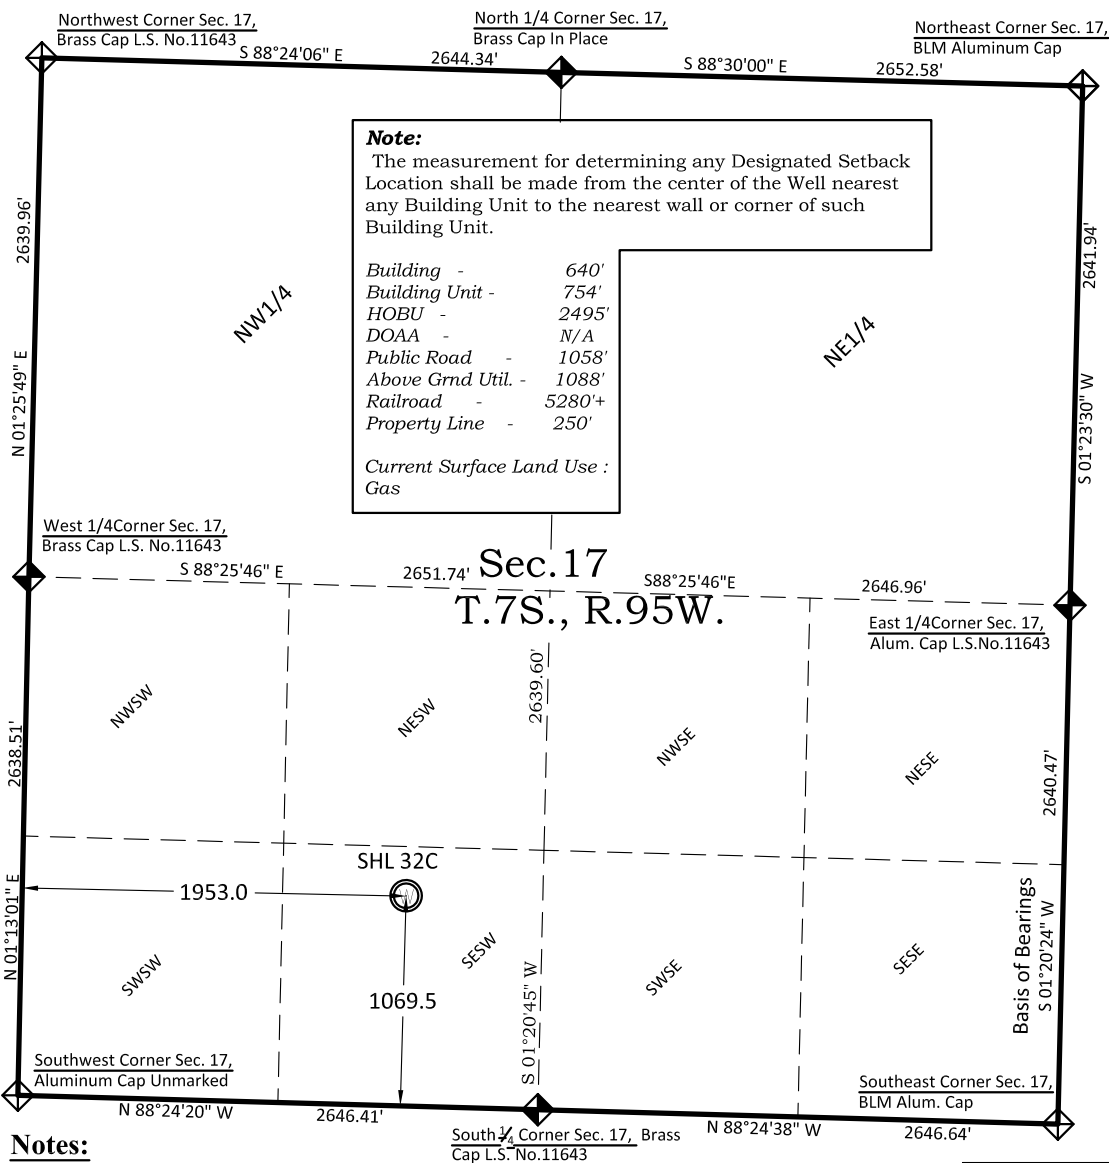 Northwest Corner Sec. 17,
Brass Cap L.S. No.11643
North 1/4 Corner Sec. 17,
Brass Cap In Place
Northeast Corner Sec. 17,
BLM Aluminum Cap
S 88°24'06" E
2644.34'
S 88°30'00" E
2652.58'
Note:
The measurement for determining any Designated Setback
Location shall be made from the center of the Well nearest
any Building Unit to the nearest wall or corner of such
Building Unit.
Building - 640'
Building Unit - 754'
HOBU - 2495'
DOAA - N/A
Public Road - 1058'
Above Grnd Util. - 1088'
Railroad - 5280'+
Property Line - 250'
Current Surface Land Use :
Gas
2639.96'
N 01°25'49" E
NW1/4
NE1/4
2641.94'
S 01°23'30" W
West 1/4Corner Sec. 17,
Brass Cap L.S. No.11643
S 88°25'46" E
2651.74'
Sec.17
T.7S., R.95W.
S88°25'46"E
2646.96'
East 1/4Corner Sec. 17,
Alum. Cap L.S.No.11643
NWSW
NESW
2639.60'
NWSE
NESE
2638.51'
2640.47'
SHL 32C
1953.0
W
N 01°13'01" E
SWSW
SESW
1069.5
S 01°20'45" W
SWSE
SESE
Basis of Bearings
S 01°20'24" W
Southwest Corner Sec. 17,
Aluminum Cap Unmarked
Southeast Corner Sec. 17,
BLM Alum. Cap
N 88°24'20" W
2646.41'
South 1/4 Corner Sec. 17, Brass
Cap L.S. No.11643
N 88°24'38" W
2646.64'
Notes: